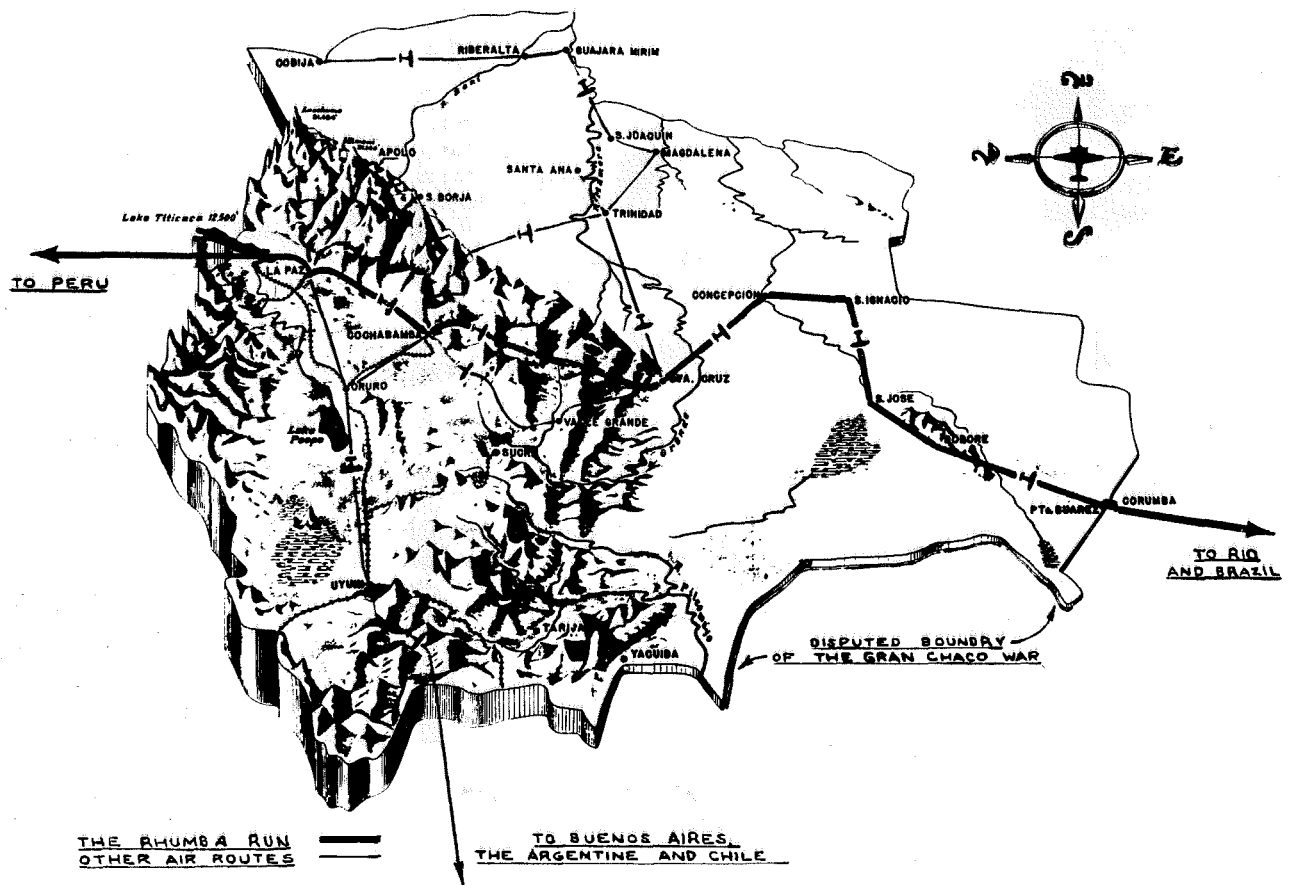 COBIJA
RIBERALTA
GUAJARA MIRIM
R. Beni
N
W
E
S
S. JOAQUIN
MAGDALENA
APOLO
SANTA ANA
S. BORJA
TRINIDAD
Lake Titicaca 12,500'
TO PERU
LA PAZ
CONCEPCION
S. IGNACIO
COCHABAMBA
ORURO
STA. CRUZ
S. JOSE
Lake
Poopo
VALLE GRANDE
ROBORE
SUCRE
CORUMBA
PTO. SUAREZ
TO RIO
AND BRAZIL
UYUNI
TARIJA
YACUIBA
DISPUTED BOUNDRY
OF THE GRAN CHACO WAR
THE RHUMBA RUN
OTHER AIR ROUTES
TO BUENOS AIRES,
THE ARGENTINE AND CHILE